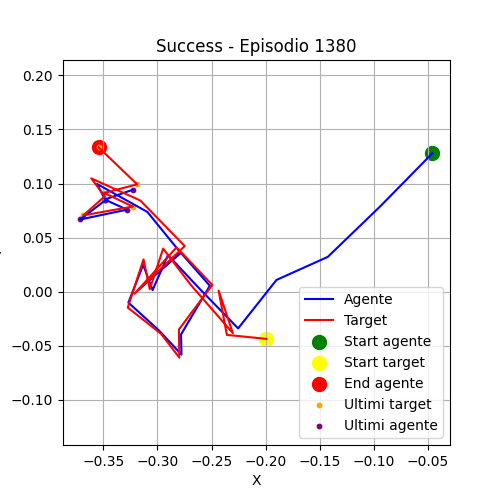 Success - Episodio 1380
0.20
0.15
0.10
0.05
0.00
−0.05
−0.10
Agente
Target
Start agente
Start target
End agente
Ultimi target
Ultimi agente
−0.35 −0.30 −0.25 −0.20 −0.15 −0.10 −0.05
X